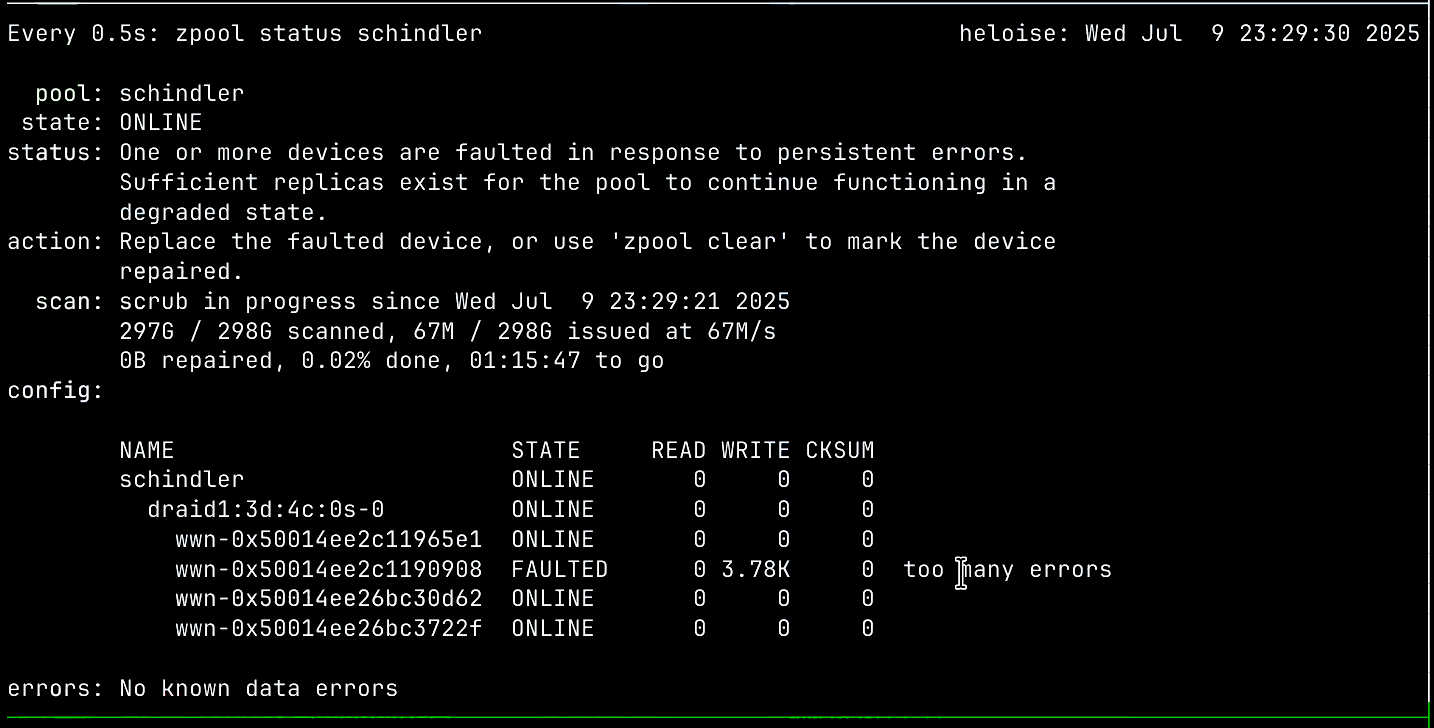 Every 0.5s: zpool status schindler heloise: Wed Jul  9 23:29:30 2025
pool: schindler
state: ONLINE
status: One or more devices are faulted in response to persistent errors.
Sufficient replicas exist for the pool to continue functioning in a
degraded state.
action: Replace the faulted device, or use 'zpool clear' to mark the device
repaired.
scan: scrub in progress since Wed Jul  9 23:29:21 2025
297G / 298G scanned, 67M / 298G issued at 67M/s
0B repaired, 0.02% done, 01:15:47 to go
config:
NAME STATE READ WRITE CKSUM
schindler ONLINE 0 0 0
draid1:3d:4c:0s-0 ONLINE 0 0 0
wwn-0x50014ee2c11965e1 ONLINE 0 0 0
wwn-0x50014ee2c1190908 FAULTED 0 3.78K 0 too many errors
wwn-0x50014ee26bc30d62 ONLINE 0 0 0
wwn-0x50014ee26bc3722f ONLINE 0 0 0
errors: No known data errors